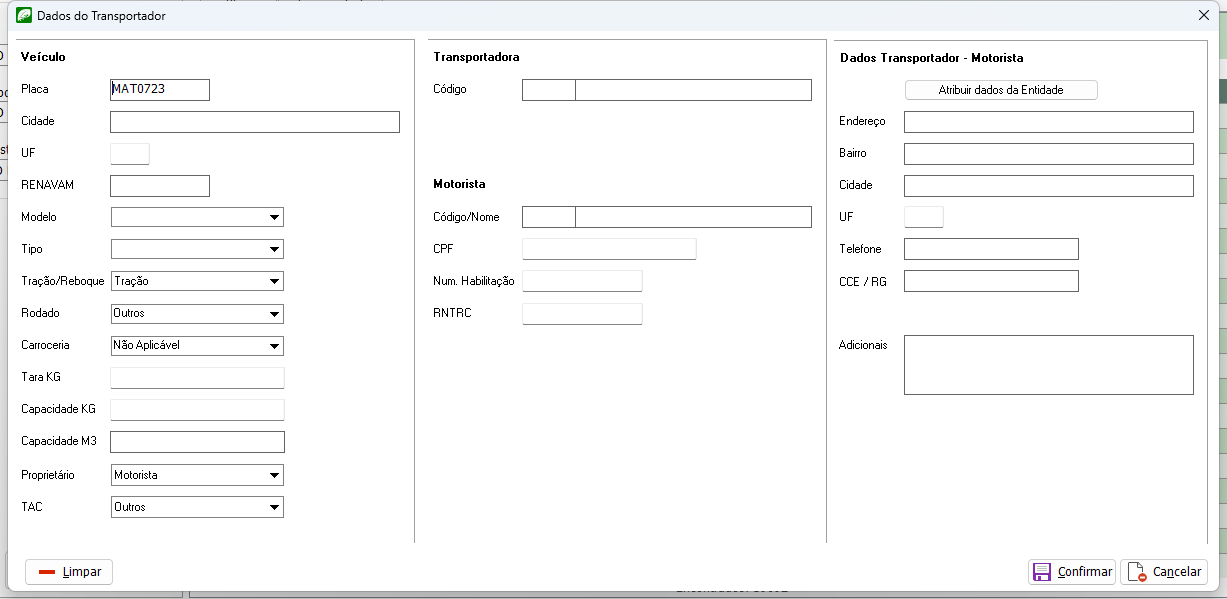 Dados do Transportador
Veículo
Placa MAT0723
Cidade
UF
RENAVAM
Modelo
Tipo
Tração/Reboque Tração
Rodado Outros
Carroceria Não Aplicável
Tara KG
Capacidade KG
Capacidade M3
Proprietário Motorista
TAC Outros
Transportadora
Código
Motorista
Código/Nome
CPF
Num. Habilitação
RNTRC
Dados Transportador - Motorista
Atribuir dados da Entidade
Endereço
Bairro
Cidade
UF
Telefone
CCE / RG
Adicionais
Limpar
Confirmar
Cancelar